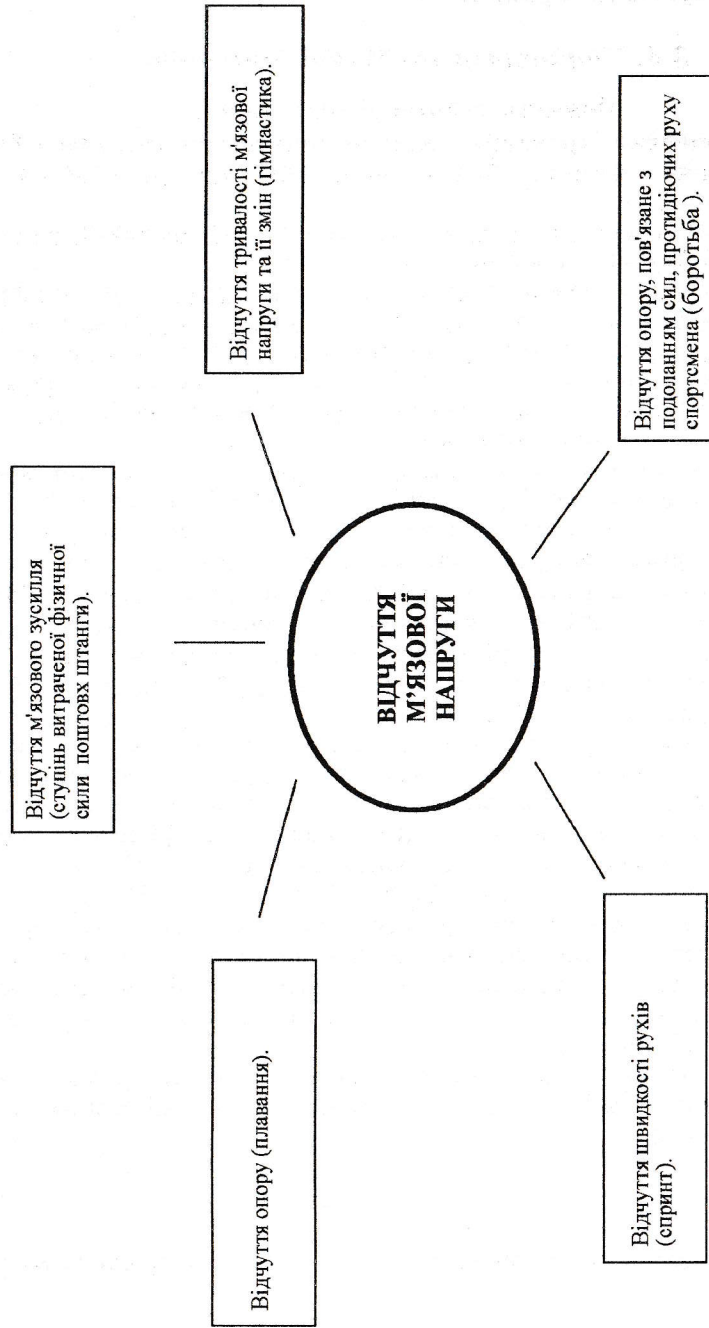 Відчуття м'язового зусилля
(ступінь витраченої фізичної
сили поштовх штанги).
Відчуття опору (плавання).
Відчуття тривалості м'язової
напруги та її змін (гімнастика).
ВІДЧУТТЯ
М’ЯЗОВОЇ
НАПРУГИ
Відчуття швидкості рухів
(спринт).
Відчуття опору, пов'язане з
подоланням сил, протидіючих руху
спортсмена (боротьба ).